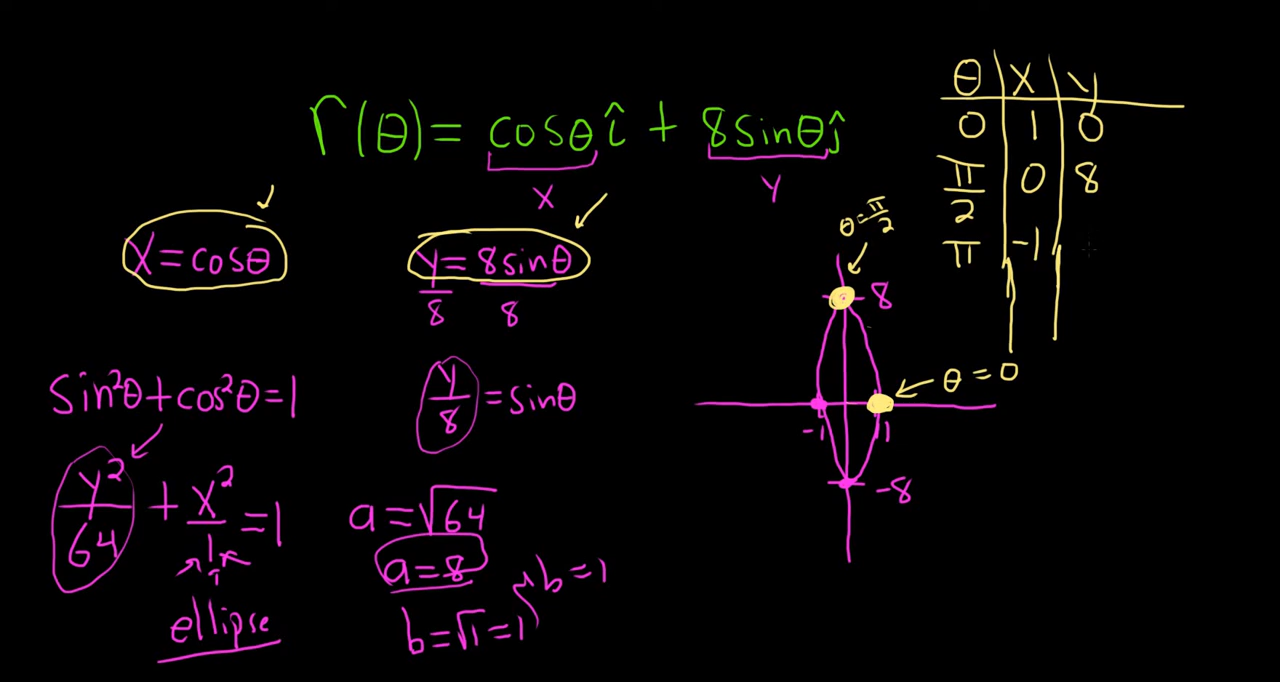 r(θ) = cosθ î + 8sinθ ĵ
X
Y
X = cosθ
Y = 8sinθ
8 8
Sin²θ + cos²θ = 1
Y/8 = sinθ
Y²/64 + X²/1 = 1
ellipse
a = √64
a = 8
b = √1 = 1
b = 1
θ X Y
0 1 0
π/2 0 8
π -1
θ = π/2
8
θ = 0
-1 1
-8